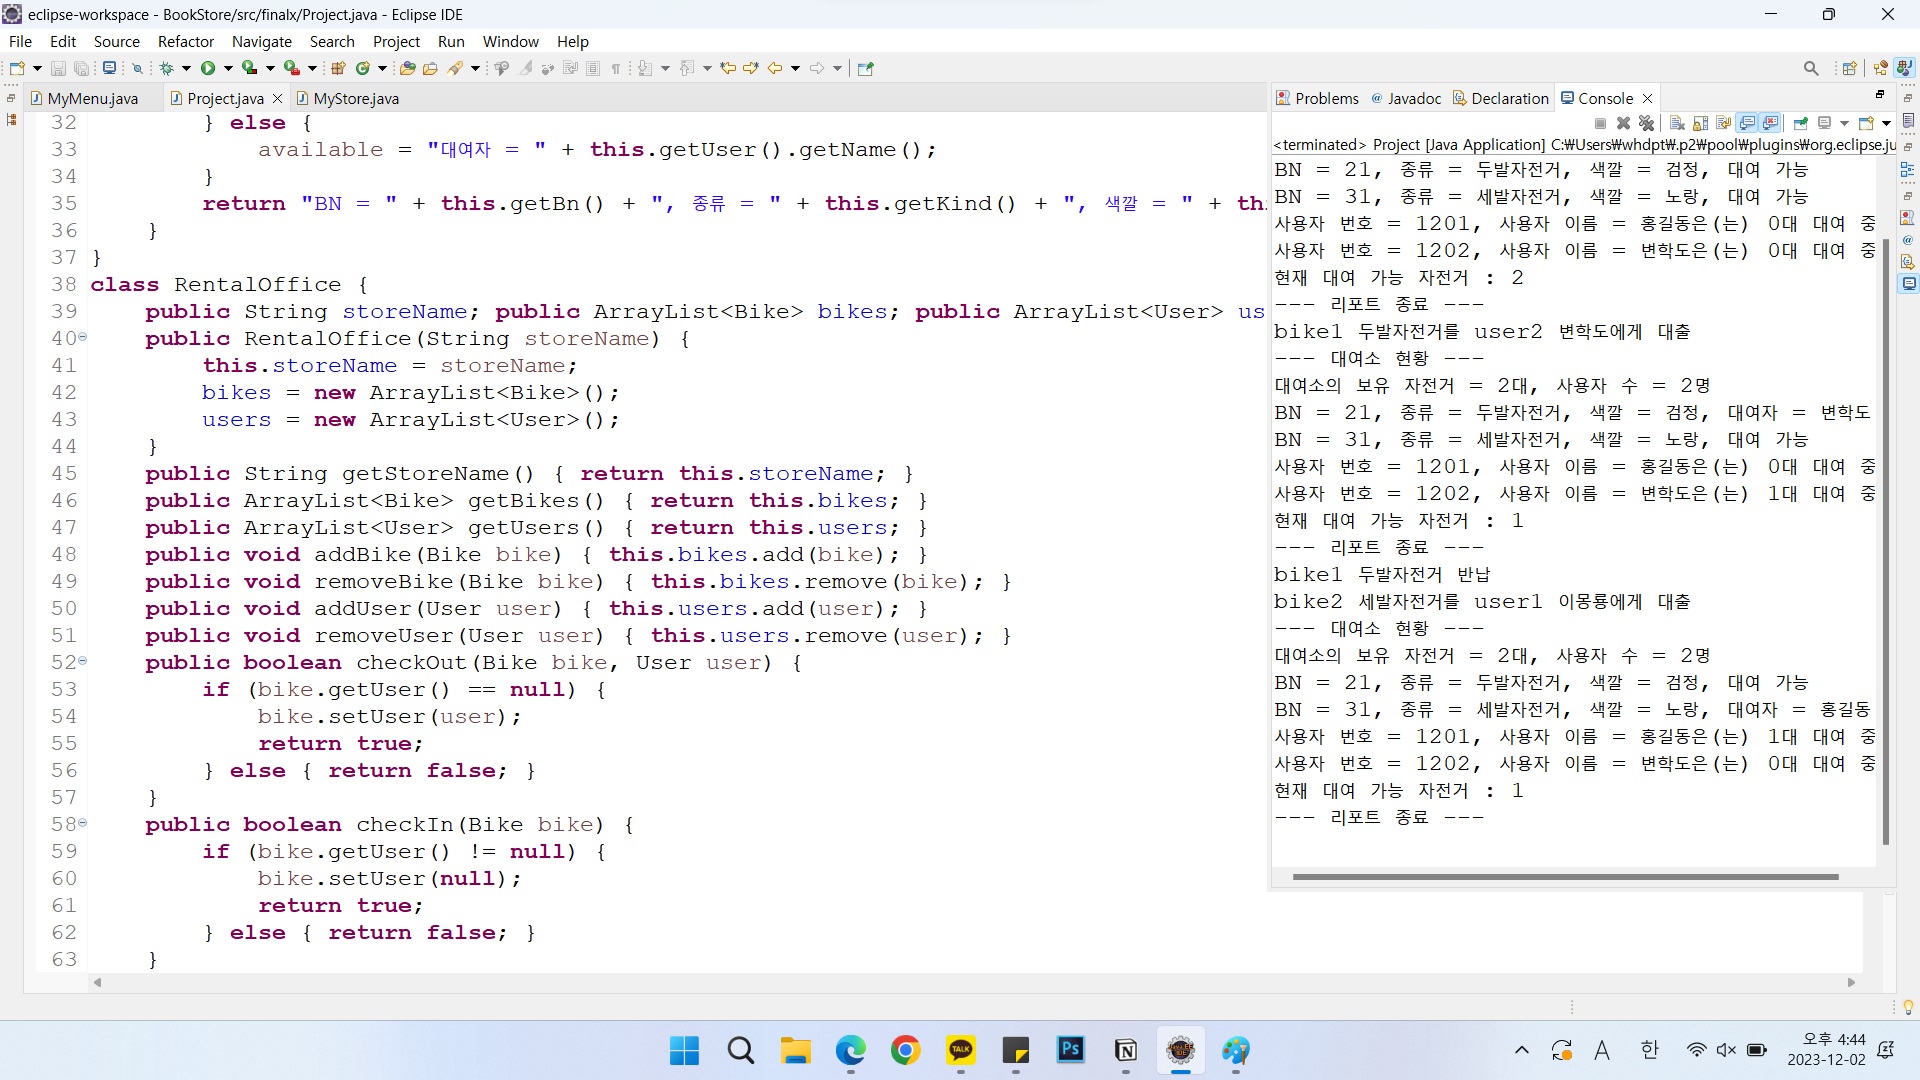 eclipse-workspace - BookStore/src/finalx/Project.java - Eclipse IDE
File Edit Source Refactor Navigate Search Project Run Window Help
MyMenu.java Project.java MyStore.java
32 } else {
33 available = "대여자 = " + this.getUser().getName();
34 }
35 return "BN = " + this.getBn() + ", 종류 = " + this.getKind() + ", 색깔 = " + thi
36 }
37 }
38 class RentalOffice {
39 public String storeName; public ArrayList<Bike> bikes; public ArrayList<User> us
40 public RentalOffice(String storeName) {
41 this.storeName = storeName;
42 bikes = new ArrayList<Bike>();
43 users = new ArrayList<User>();
44 }
45 public String getStoreName() { return this.storeName; }
46 public ArrayList<Bike> getBikes() { return this.bikes; }
47 public ArrayList<User> getUsers() { return this.users; }
48 public void addBike(Bike bike) { this.bikes.add(bike); }
49 public void removeBike(Bike bike) { this.bikes.remove(bike); }
50 public void addUser(User user) { this.users.add(user); }
51 public void removeUser(User user) { this.users.remove(user); }
52 public boolean checkOut(Bike bike, User user) {
53 if (bike.getUser() == null) {
54 bike.setUser(user);
55 return true;
56 } else { return false; }
57 }
58 public boolean checkIn(Bike bike) {
59 if (bike.getUser() != null) {
60 bike.setUser(null);
61 return true;
62 } else { return false; }
63 }
Problems @ Javadoc Declaration Console
<terminated> Project [Java Application] C:₩Users₩whdpt₩.p2₩pool₩plugins₩org.eclipse.ju
BN = 21, 종류 = 두발자전거, 색깔 = 검정, 대여 가능
BN = 31, 종류 = 세발자전거, 색깔 = 노랑, 대여 가능
사용자 번호 = 1201, 사용자 이름 = 홍길동은(는) 0대 대여 중
사용자 번호 = 1202, 사용자 이름 = 변학도은(는) 0대 대여 중
현재 대여 가능 자전거 : 2
--- 리포트 종료 ---
bike1 두발자전거를 user2 변학도에게 대출
--- 대여소 현황 ---
대여소의 보유 자전거 = 2대, 사용자 수 = 2명
BN = 21, 종류 = 두발자전거, 색깔 = 검정, 대여자 = 변학도
BN = 31, 종류 = 세발자전거, 색깔 = 노랑, 대여 가능
사용자 번호 = 1201, 사용자 이름 = 홍길동은(는) 0대 대여 중
사용자 번호 = 1202, 사용자 이름 = 변학도은(는) 1대 대여 중
현재 대여 가능 자전거 : 1
--- 리포트 종료 ---
bike1 두발자전거 반납
bike2 세발자전거를 user1 이몽룡에게 대출
--- 대여소 현황 ---
대여소의 보유 자전거 = 2대, 사용자 수 = 2명
BN = 21, 종류 = 두발자전거, 색깔 = 검정, 대여 가능
BN = 31, 종류 = 세발자전거, 색깔 = 노랑, 대여자 = 홍길동
사용자 번호 = 1201, 사용자 이름 = 홍길동은(는) 1대 대여 중
사용자 번호 = 1202, 사용자 이름 = 변학도은(는) 0대 대여 중
현재 대여 가능 자전거 : 1
--- 리포트 종료 ---
TALK Ps N A 한
오후 4:44
2023-12-02